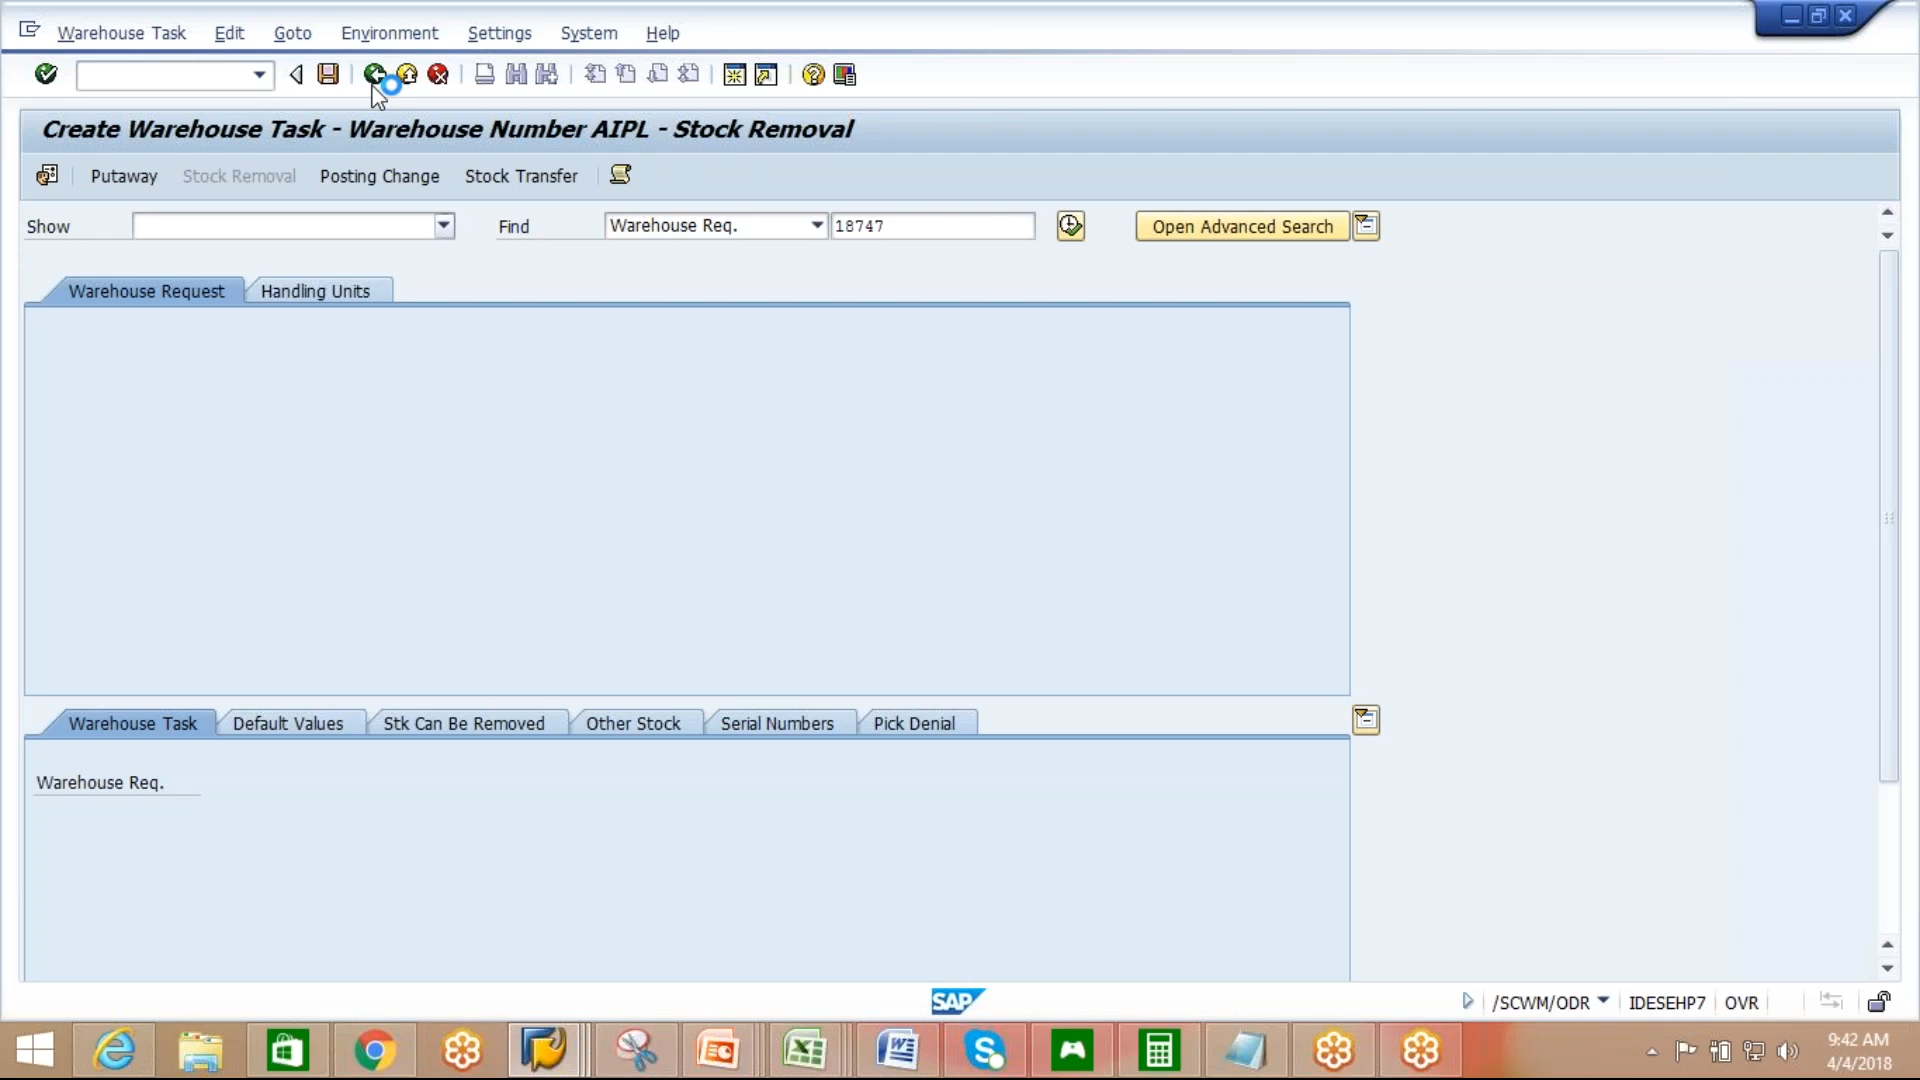 Warehouse Task Edit Goto Environment Settings System Help
Create Warehouse Task - Warehouse Number AIPL - Stock Removal
Putaway Stock Removal Posting Change Stock Transfer
Show Find Warehouse Req. 18747 Open Advanced Search
Warehouse Request Handling Units
Warehouse Task Default Values Stk Can Be Removed Other Stock Serial Numbers Pick Denial
Warehouse Req.
SAP /SCWM/ODR IDESEHP7 OVR
9:42 AM
4/4/2018